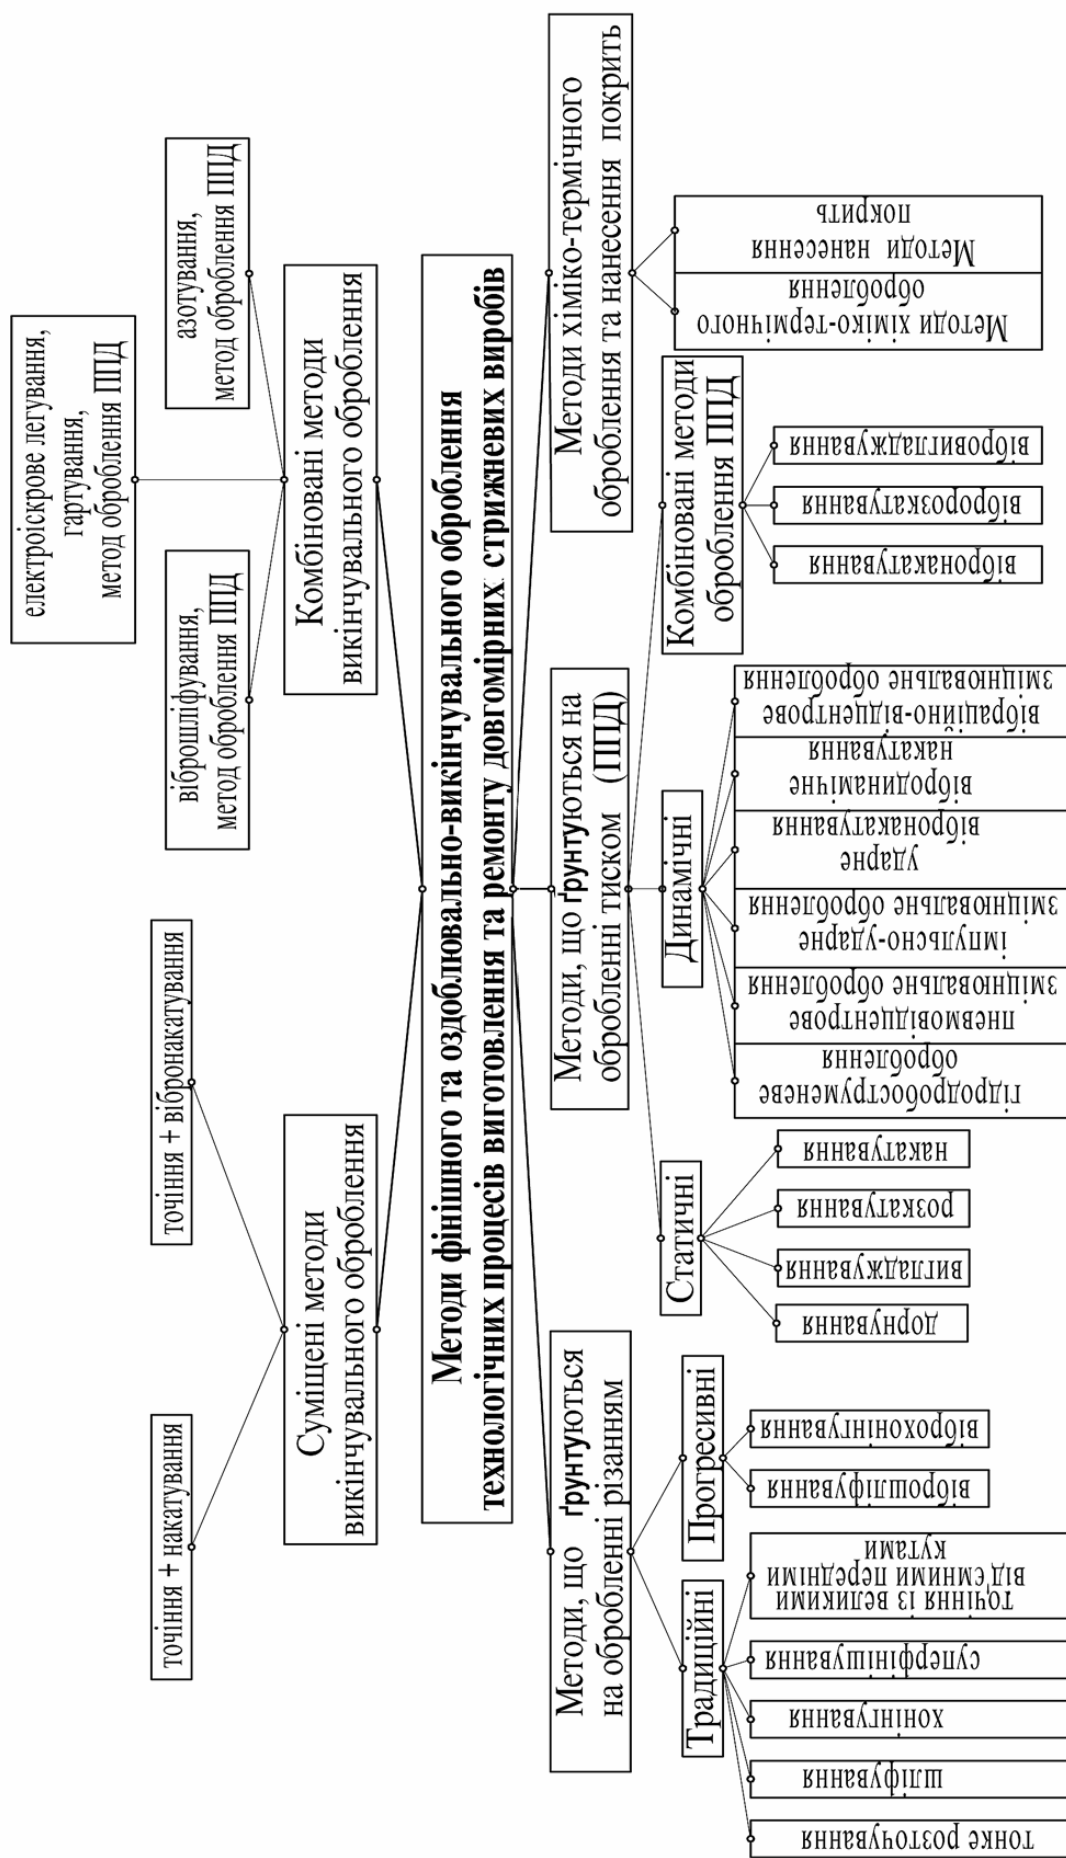 електроіскрове легування,
гартування,
метод оброблення ППД
точіння + накатування
точіння + вібронакатування
віброшліфування,
метод оброблення ППД
азотування,
метод оброблення ППД
Суміщені методи
викінчувального оброблення
Комбіновані методи
викінчувального оброблення
Методи фінішного та оздоблювально-викінчувального оброблення
технологічних процесів виготовлення та ремонту довгомірних стрижневих виробів
Методи, що ґрунтуються
на обробленні різанням
Методи, що ґрунтуються на
обробленні тиском (ППД)
Методи хіміко-термічного
оброблення та нанесення покрить
Традиційні
Прогресивні
Статичні
Динамічні
Комбіновані методи
оброблення ППД
Методи хіміко-термічного
оброблення
Методи нанесення
покрить
тонке розточування
шліфування
хонінгування
суперфінішування
точіння із великими
від'ємними передніми
кутами
віброшліфування
віброхонінгування
дорнування
вигладжування
розкатування
накатування
гідродробоструменеве
оброблення
пневмовідцентрове
зміцнювальне оброблення
імпульсно-ударне
зміцнювальне оброблення
ударне
вібронакатування
вібродинамічне
накатування
вібраційно-відцентрове
зміцнювальне оброблення
вібронакатування
вібророзкатування
вібровигладжування